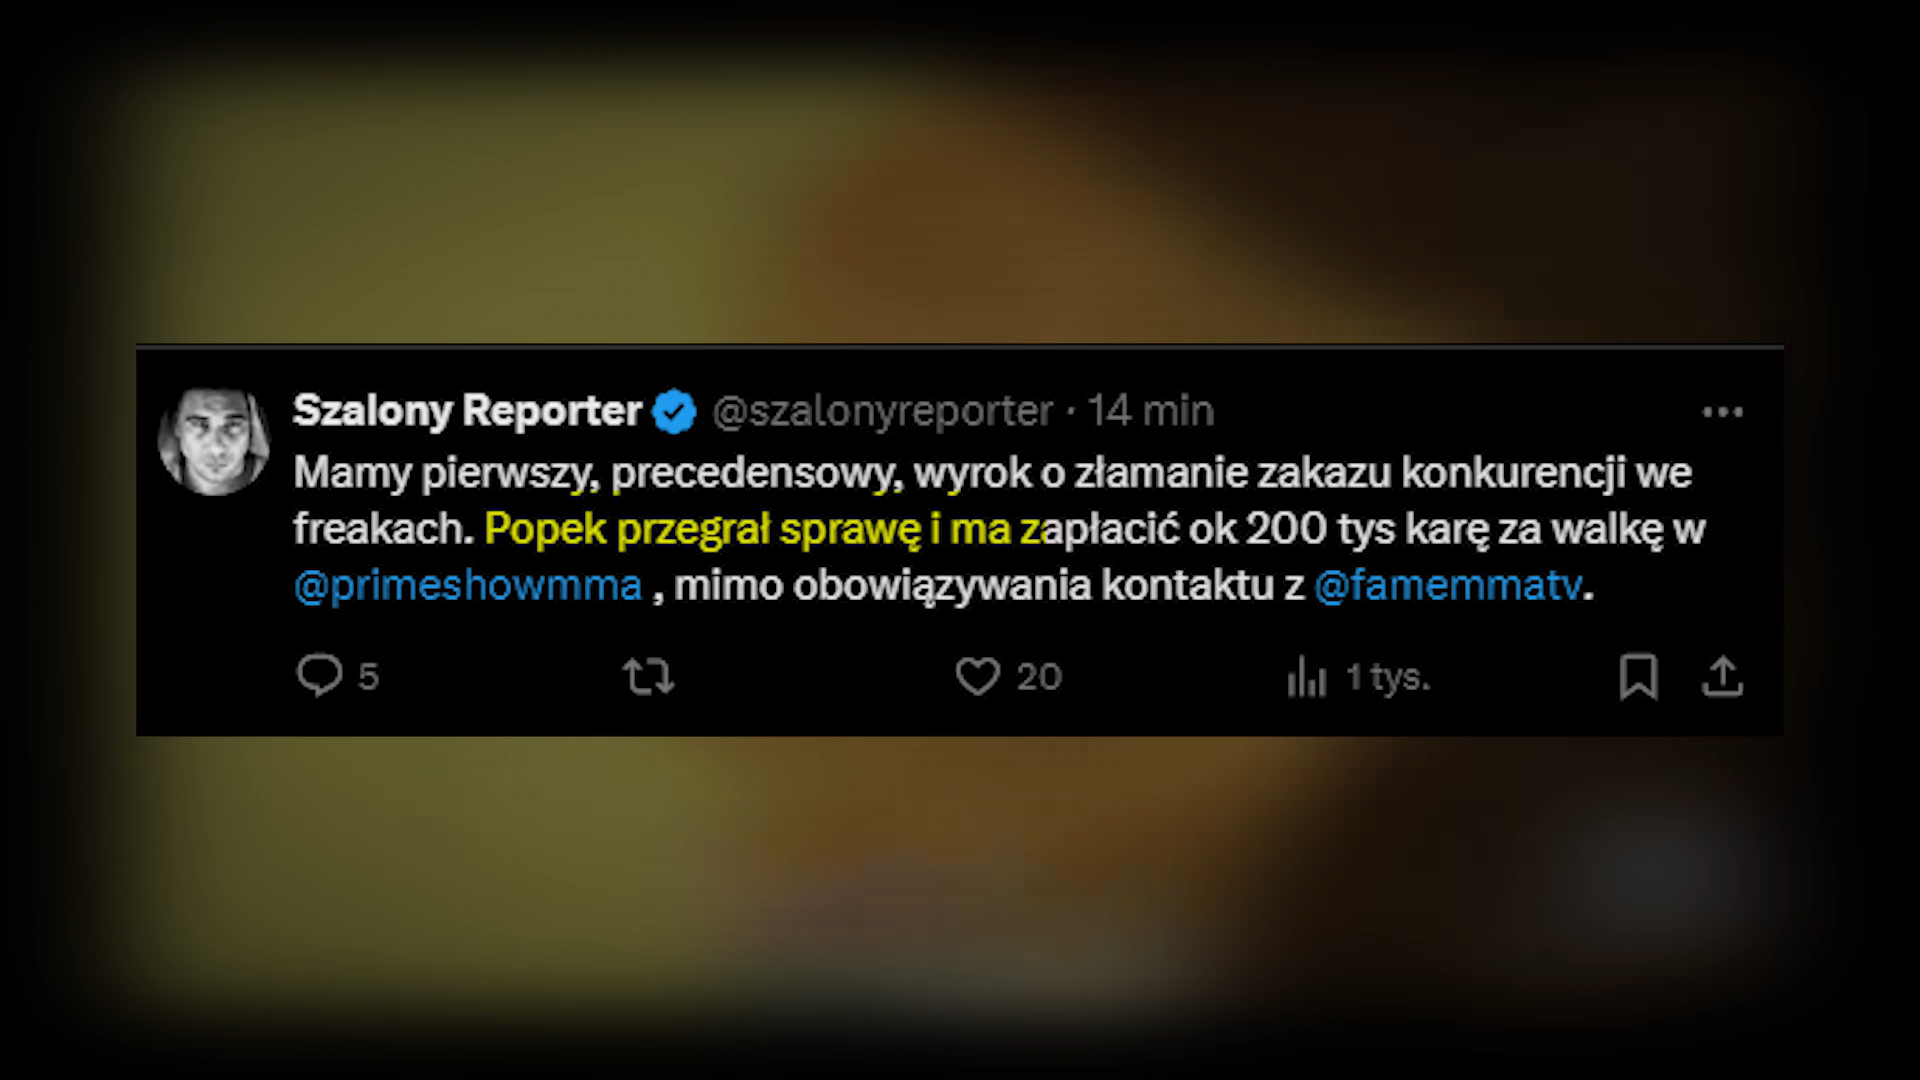 Szalony Reporter @szalonyreporter · 14 min
Mamy pierwszy, precedensowy, wyrok o złamanie zakazu konkurencji we
freakach. Popek przegrał sprawę i ma zapłacić ok 200 tys karę za walkę w
@primeshowmma , mimo obowiązywania kontaktu z @famemmatv.
5 20 1 tys.